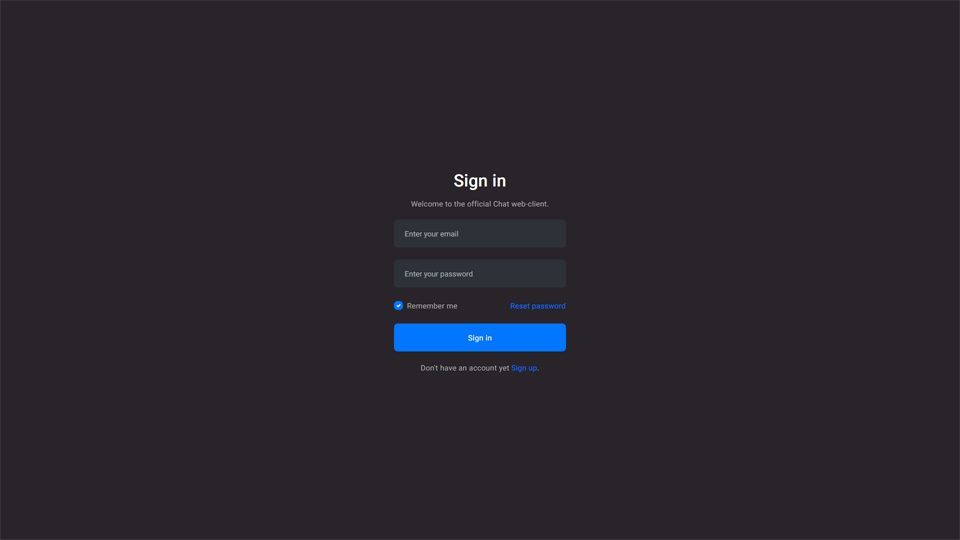 Sign in
Welcome to the official Chat web-client.
Enter your email
Enter your password
Remember me Reset password
Sign in
Don't have an account yet Sign up.